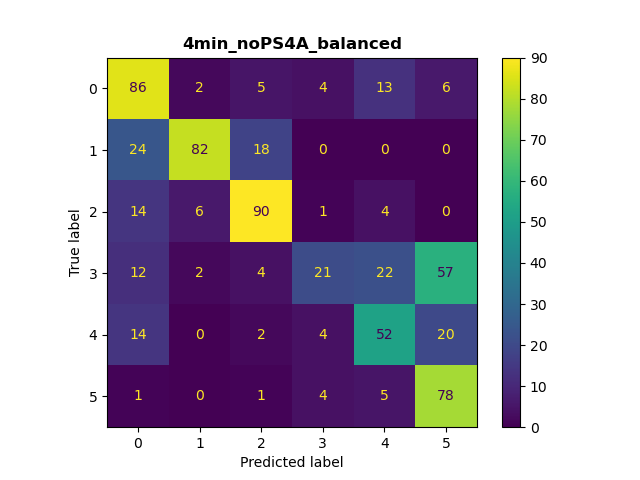 4min_noPS4A_balanced
True label
0 86 2 5 4 13 6
1 24 82 18 0 0 0
2 14 6 90 1 4 0
3 12 2 4 21 22 57
4 14 0 2 4 52 20
5 1 0 1 4 5 78
0 1 2 3 4 5
Predicted label
90
80
70
60
50
40
30
20
10
0